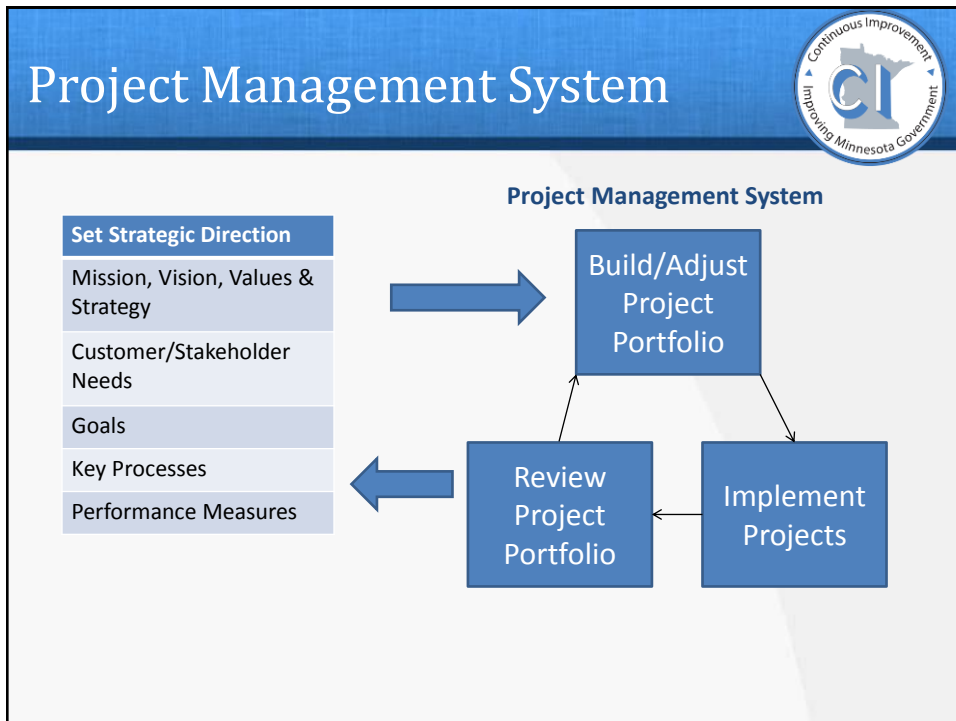 Project Management System
Continuous Improvement
CI
Improving Minnesota Government
Project Management System
Set Strategic Direction
Mission, Vision, Values &
Strategy
Customer/Stakeholder
Needs
Goals
Key Processes
Performance Measures
Build/Adjust
Project
Portfolio
Review
Project
Portfolio
Implement
Projects